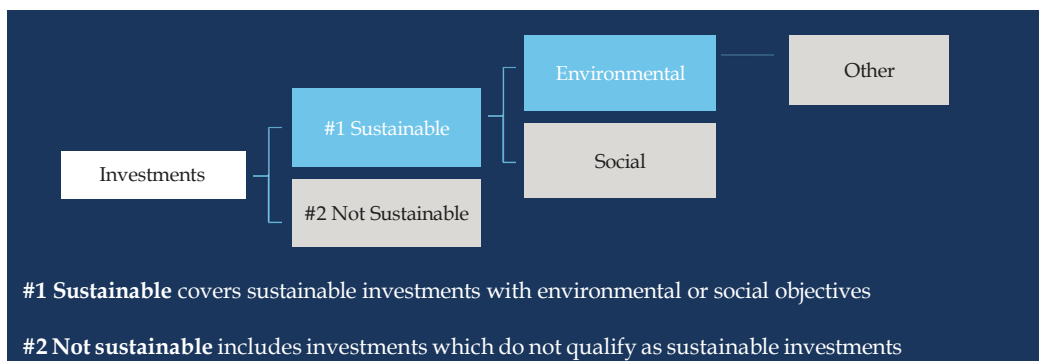 Environmental
Other
#1 Sustainable
Social
Investments
#2 Not Sustainable
#1 Sustainable covers sustainable investments with environmental or social objectives
#2 Not sustainable includes investments which do not qualify as sustainable investments